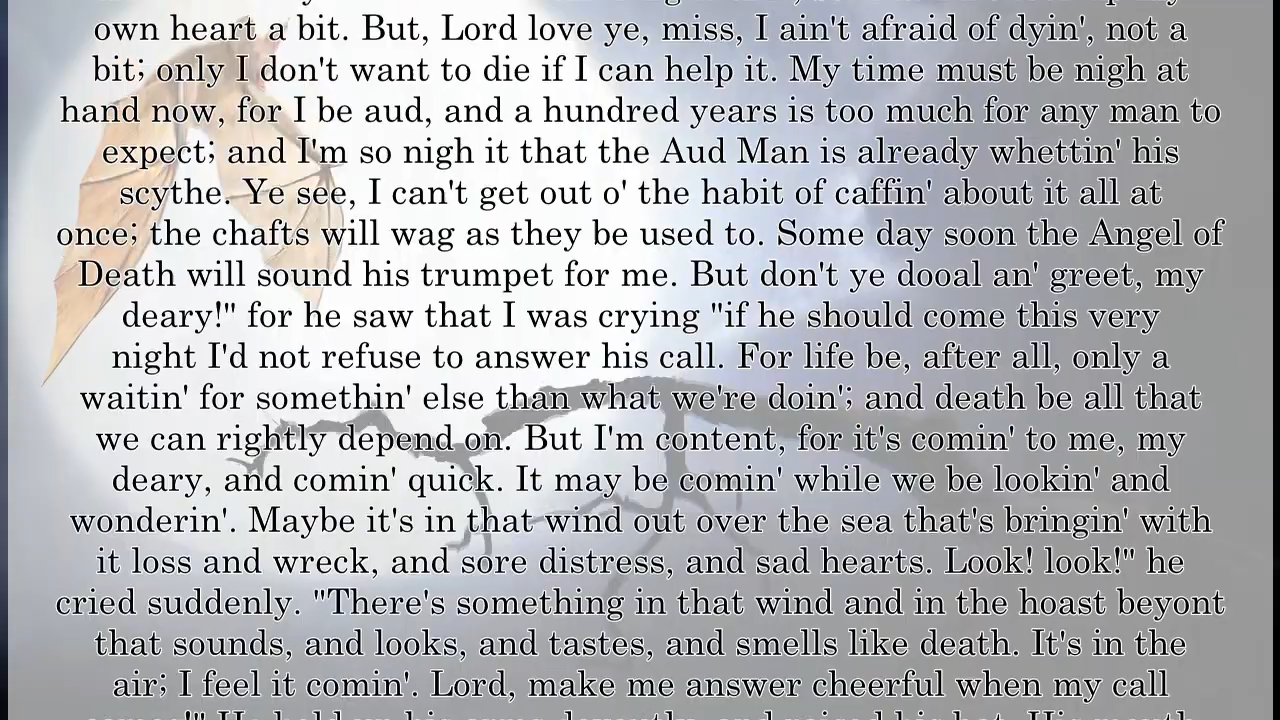 own heart a bit. But, Lord love ye, miss, I ain't afraid of dyin', not a
bit; only I don't want to die if I can help it. My time must be nigh at
hand now, for I be aud, and a hundred years is too much for any man to
expect; and I'm so nigh it that the Aud Man is already whettin' his
scythe. Ye see, I can't get out o' the habit of caffin' about it all at
once; the chafts will wag as they be used to. Some day soon the Angel of
Death will sound his trumpet for me. But don't ye dooal an' greet, my
deary!" for he saw that I was crying "if he should come this very
night I'd not refuse to answer his call. For life be, after all, only a
waitin' for somethin' else than what we're doin'; and death be all that
we can rightly depend on. But I'm content, for it's comin' to me, my
deary, and comin' quick. It may be comin' while we be lookin' and
wonderin'. Maybe it's in that wind out over the sea that's bringin' with
it loss and wreck, and sore distress, and sad hearts. Look! look!" he
cried suddenly. "There's something in that wind and in the hoast beyont
that sounds, and looks, and tastes, and smells like death. It's in the
air; I feel it comin'. Lord, make me answer cheerful when my call